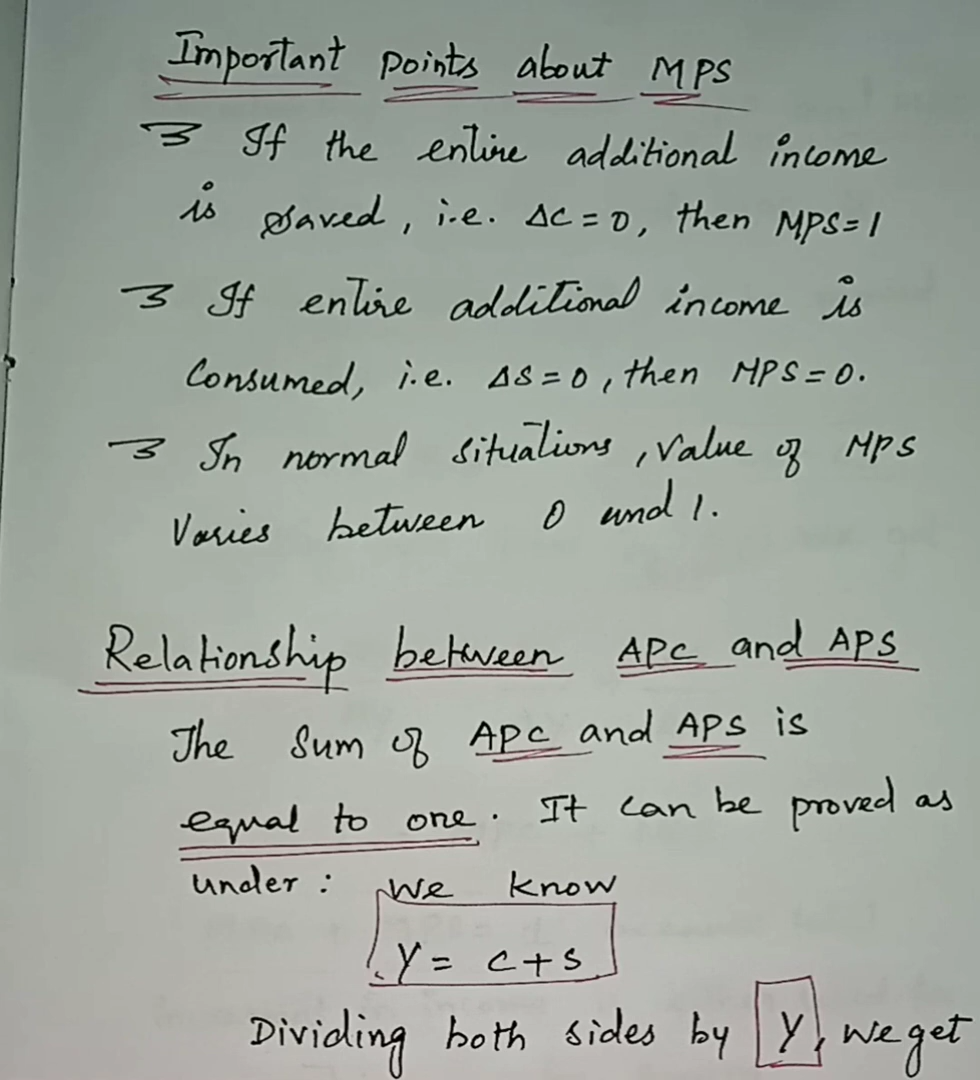 Important points about MPS
If the entire additional income
is saved, i.e. ΔC = 0, then MPS = 1
If entire additional income is
Consumed, i.e. ΔS = 0, then MPS = 0.
In normal situations, value of MPS
Varies between 0 and 1.
Relationship between APC and APS
The Sum of APC and APS is
equal to one. It can be proved as
under: we know
Y = C + S
Dividing both sides by Y, we get